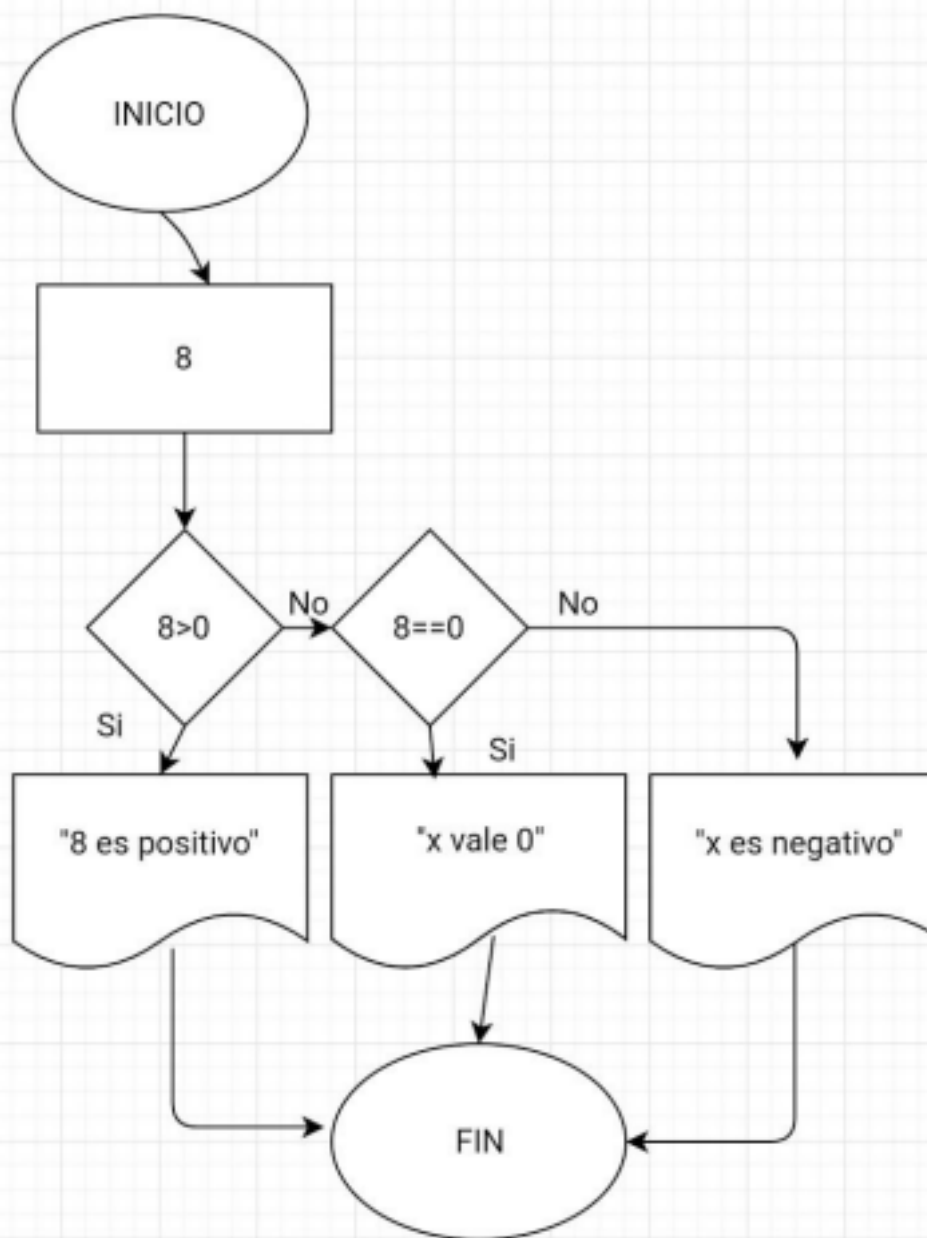 INICIO
8
8>0
No
8==0
No
Si
Si
"8 es positivo"
"x vale 0"
"x es negativo"
FIN